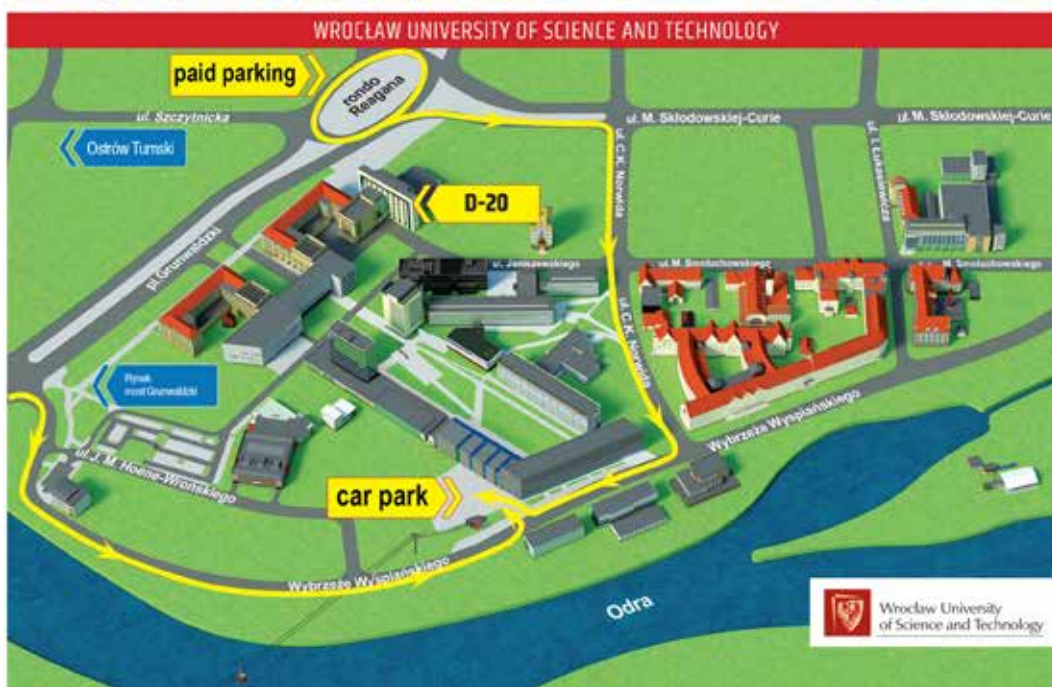 WROCŁAW UNIVERSITY OF SCIENCE AND TECHNOLOGY
paid parking
rondo
Reagana
ul. Szczytnicka
ul. M. Skłodowskiej-Curie
ul. M. Skłodowskiej-Curie
Ostrów Tumski
ul. C.K. Norwida
ul. I. Łukasiewicza
D-20
pl. Grunwaldzki
ul. Janiszewskiego
ul.M. Smoluchowskiego
M. Smoluchowskiego
ul. C.K. Norwida
Rynek
most Grunwaldzki
Wybrzeże Wyspiańskiego
ul.J. M. Hoene-Wrońskiego
car park
Wybrzeże Wyspiańskiego
Odra
Wrocław University
of Science and Technology